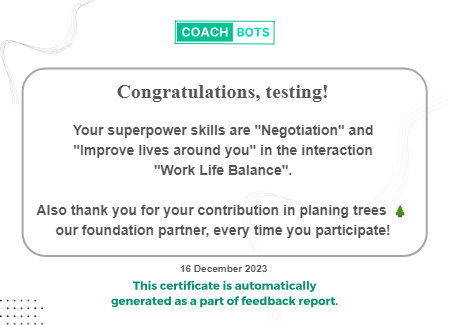 COACH BOTS
Congratulations, testing!
Your superpower skills are "Negotiation" and
"Improve lives around you" in the interaction
"Work Life Balance".
Also thank you for your contribution in planing trees 🌲
our foundation partner, every time you participate!
16 December 2023
This certificate is automatically
generated as a part of feedback report.